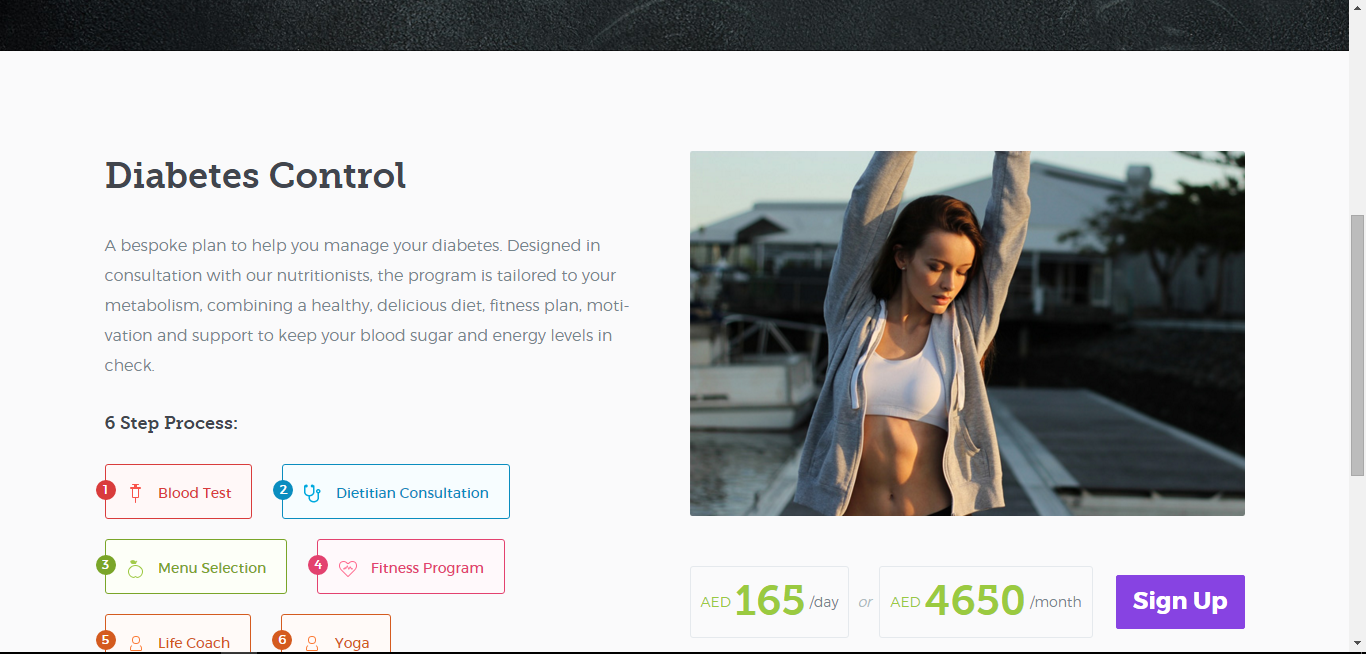 Diabetes Control
A bespoke plan to help you manage your diabetes. Designed in
consultation with our nutritionists, the program is tailored to your
metabolism, combining a healthy, delicious diet, fitness plan, moti-
vation and support to keep your blood sugar and energy levels in
check.
6 Step Process:
1 Blood Test
2 Dietitian Consultation
3 Menu Selection
4 Fitness Program
5 Life Coach
6 Yoga
AED 165 /day or AED 4650 /month
Sign Up